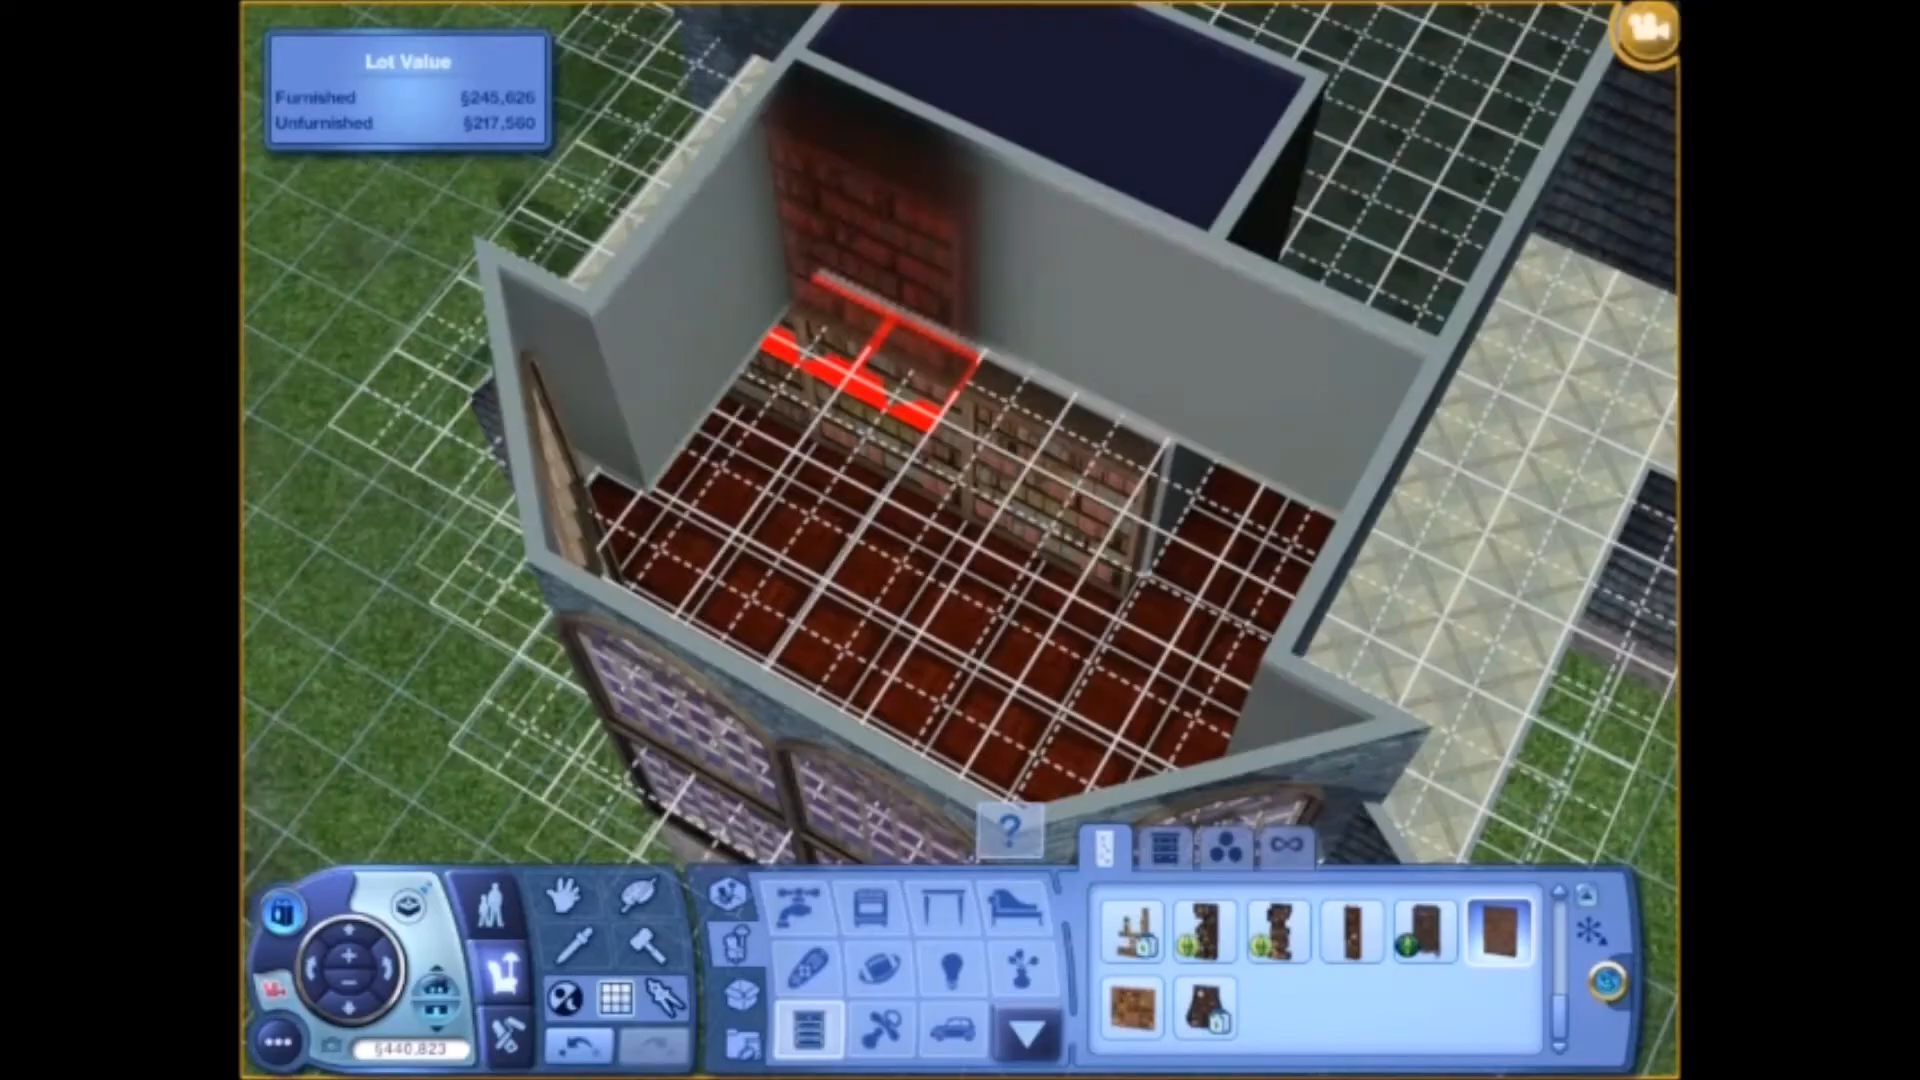 Lot Value
Furnished §245,626
Unfurnished §217,560
?
§440,823